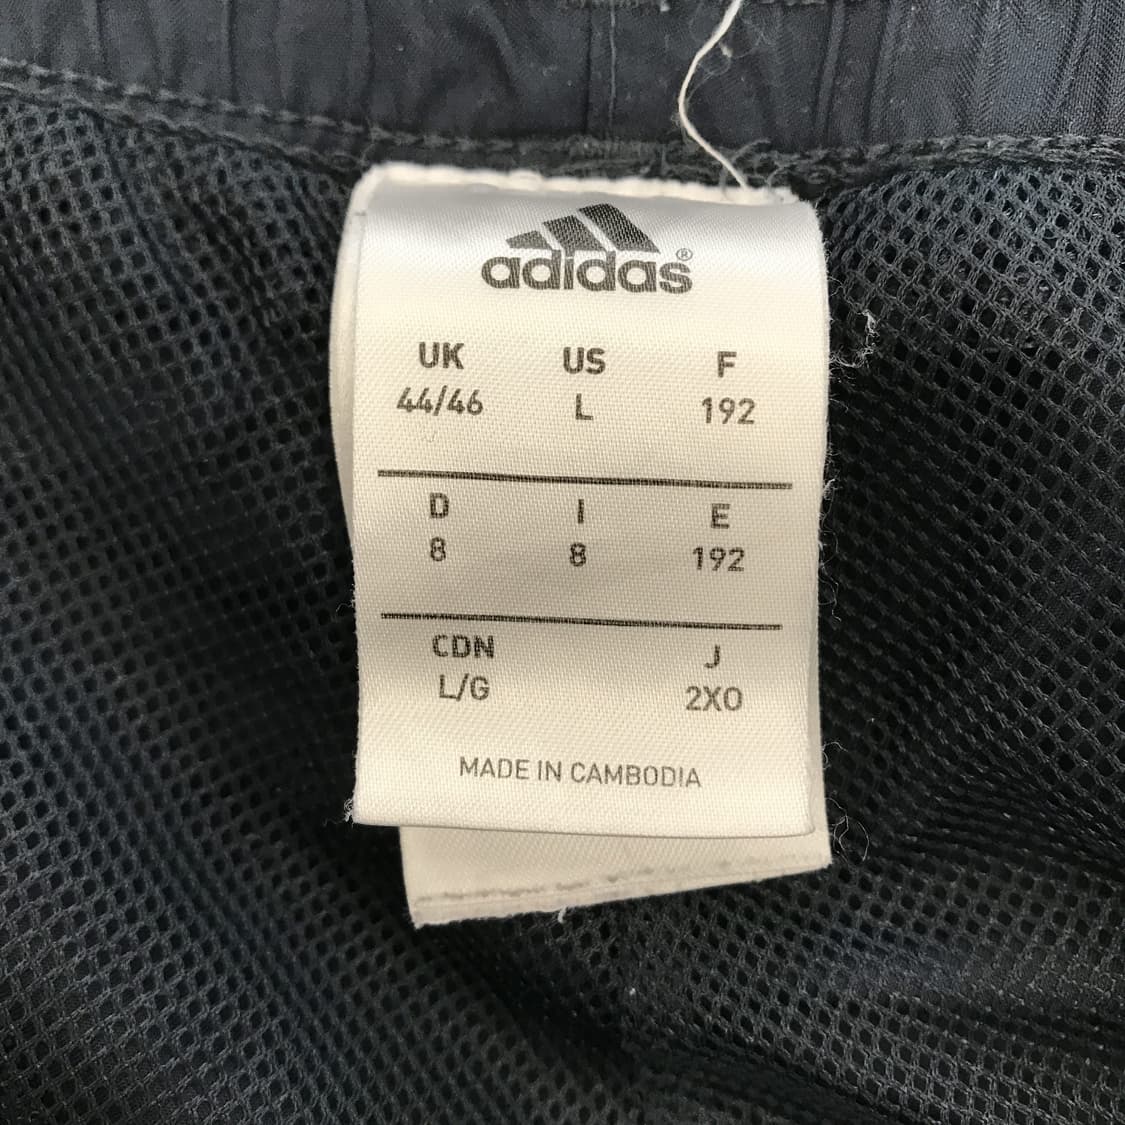 adidas®
UK US F
44/46 L 192
D I E
8 8 192
CDN J
L/G 2XO
MADE IN CAMBODIA